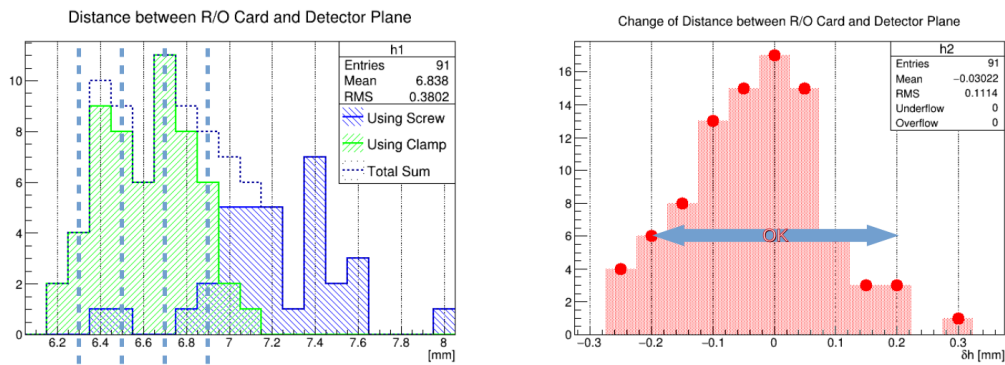 Distance between R/O Card and Detector Plane
h1
Entries 91
Mean 6.838
RMS 0.3802
Using Screw
Using Clamp
Total Sum
10
8
6
4
2
0
6.2 6.4 6.6 6.8 7 7.2 7.4 7.6 7.8 8
[mm]
Change of Distance between R/O Card and Detector Plane
h2
Entries 91
Mean −0.03022
RMS 0.1114
Underflow 0
Overflow 0
16
14
12
10
8
6
4
2
0
OK
−0.3 −0.2 −0.1 0 0.1 0.2 0.3
δh [mm]